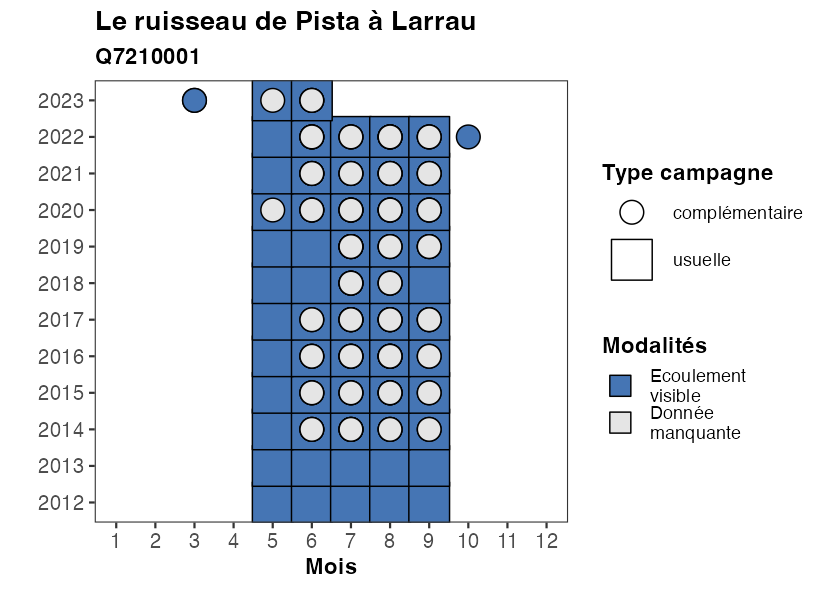 Le ruisseau de Pista à Larrau
Q7210001
2023
2022
2021
2020
2019
2018
2017
2016
2015
2014
2013
2012
1 2 3 4 5 6 7 8 9 10 11 12
Mois
Type campagne
complémentaire
usuelle
Modalités
Ecoulement
visible
Donnée
manquante